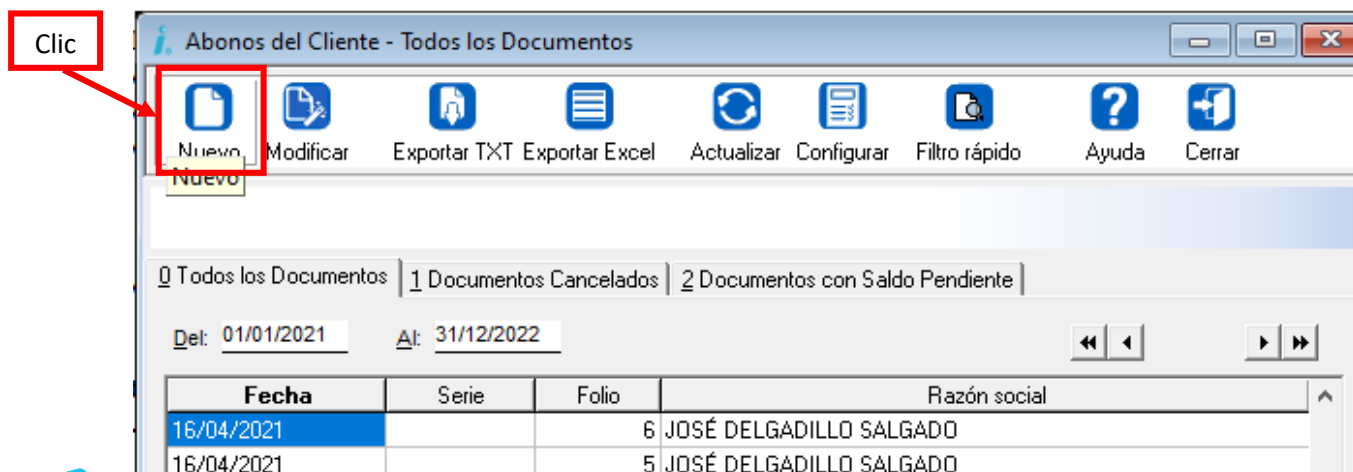 Clic
Abonos del Cliente - Todos los Documentos
Nuevo Modificar Exportar TXT Exportar Excel Actualizar Configurar Filtro rápido Ayuda Cerrar
Nuevo
0 Todos los Documentos 1 Documentos Cancelados 2 Documentos con Saldo Pendiente
Del: 01/01/2021 Al: 31/12/2022
Fecha Serie Folio Razón social
16/04/2021 6 JOSÉ DELGADILLO SALGADO
16/04/2021 5 JOSÉ DELGADILLO SALGADO